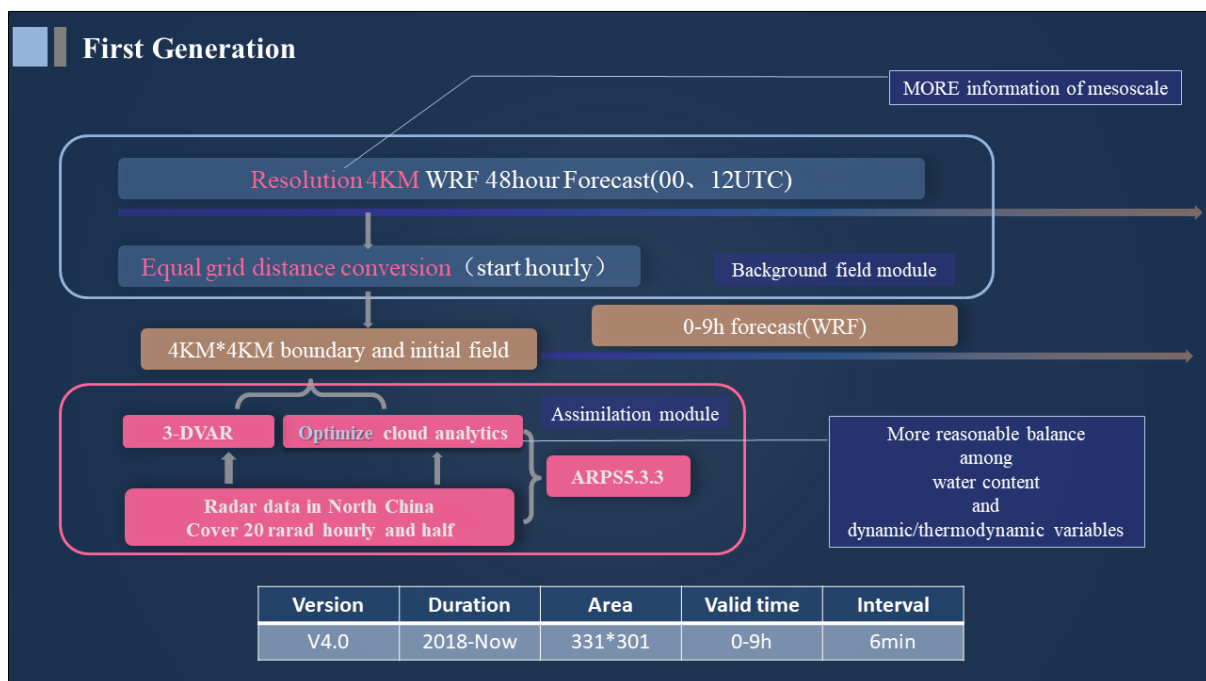 First Generation
MORE information of mesoscale
Resolution 4KM WRF 48hour Forecast(00、12UTC)
Equal grid distance conversion（start hourly）
Background field module
0-9h forecast(WRF)
4KM*4KM boundary and initial field
Assimilation module
3-DVAR
Optimize cloud analytics
ARPS5.3.3
Radar data in North China
Cover 20 rarad hourly and half
More reasonable balance
among
water content
and
dynamic/thermodynamic variables
Version Duration Area Valid time Interval
V4.0 2018-Now 331*301 0-9h 6min